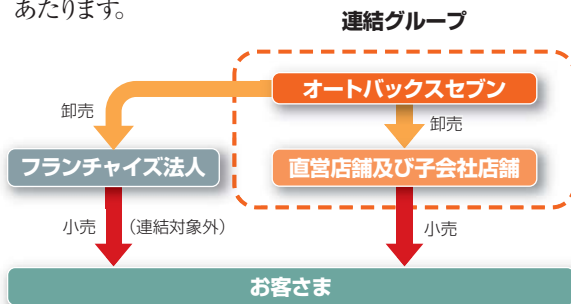 あたります。
連結グループ
オートバックスセブン
卸売
卸売
フランチャイズ法人
直営店舗及び子会社店舗
小売
(連結対象外)
小売
お客さま